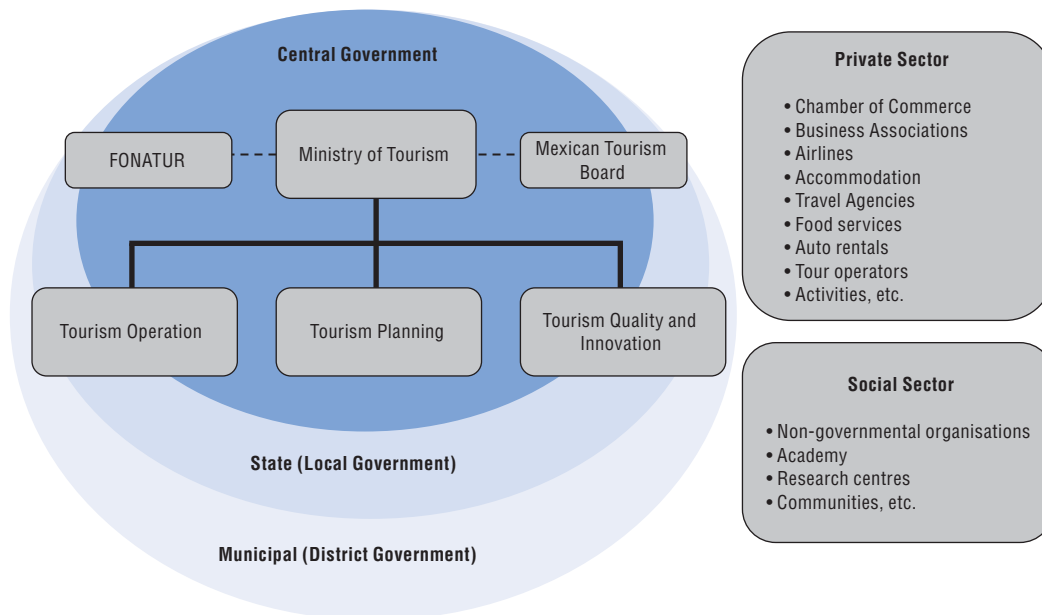 Central Government
FONATUR
Ministry of Tourism
Mexican Tourism
Board
Tourism Operation
Tourism Planning
Tourism Quality and
Innovation
State (Local Government)
Municipal (District Government)
Private Sector
• Chamber of Commerce
• Business Associations
• Airlines
• Accommodation
• Travel Agencies
• Food services
• Auto rentals
• Tour operators
• Activities, etc.
Social Sector
• Non-governmental organisations
• Academy
• Research centres
• Communities, etc.